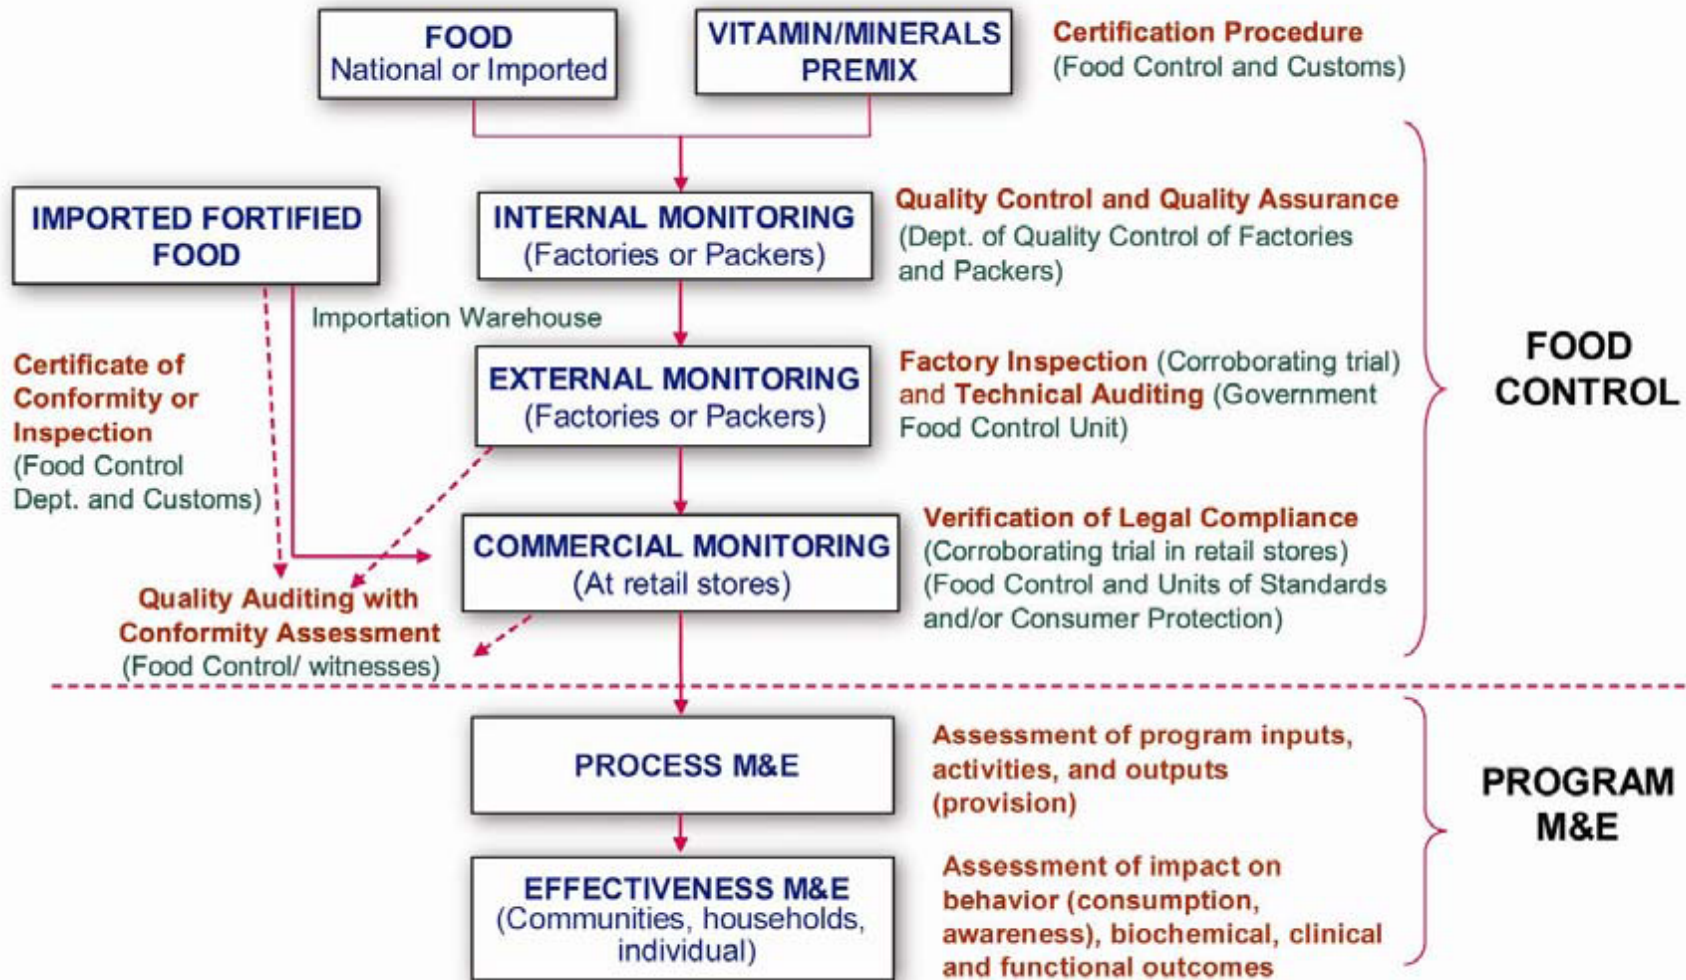 FOOD
National or Imported
VITAMIN/MINERALS
PREMIX
Certification Procedure
(Food Control and Customs)
IMPORTED FORTIFIED
FOOD
INTERNAL MONITORING
(Factories or Packers)
Quality Control and Quality Assurance
(Dept. of Quality Control of Factories
and Packers)
Importation Warehouse
Certificate of
Conformity or
Inspection
(Food Control
Dept. and Customs)
EXTERNAL MONITORING
(Factories or Packers)
Factory Inspection (Corroborating trial)
and Technical Auditing (Government
Food Control Unit)
FOOD
CONTROL
COMMERCIAL MONITORING
(At retail stores)
Verification of Legal Compliance
(Corroborating trial in retail stores)
(Food Control and Units of Standards
and/or Consumer Protection)
Quality Auditing with
Conformity Assessment
(Food Control/ witnesses)
PROCESS M&E
Assessment of program inputs,
activities, and outputs
(provision)
PROGRAM
M&E
EFFECTIVENESS M&E
(Communities, households,
individual)
Assessment of impact on
behavior (consumption,
awareness), biochemical, clinical
and functional outcomes